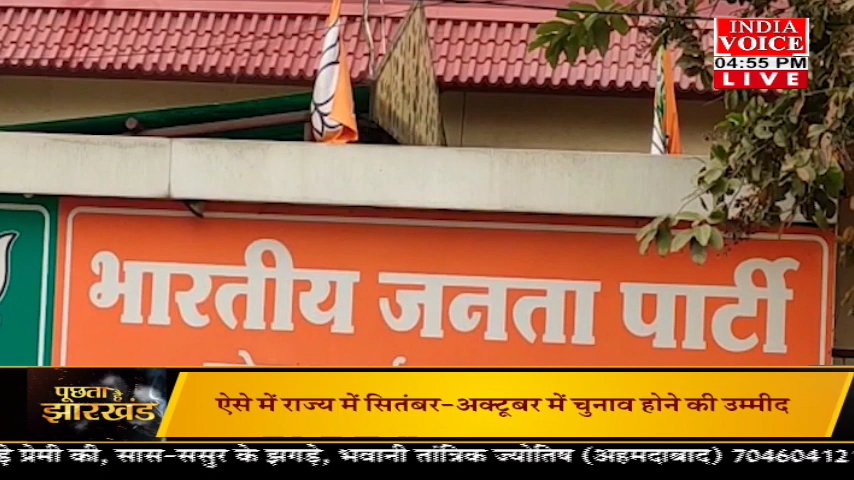 INDIA
VOICE
04:55 PM
LIVE
भारतीय जनता पार्टी
पूछता है
झारखंड
ऐसे में राज्य में सितंबर-अक्टूबर में चुनाव होने की उम्मीद
प्रेमी की, सास-ससुर के झगड़े, भवानी तांत्रिक ज्योतिष (अहमदाबाद)